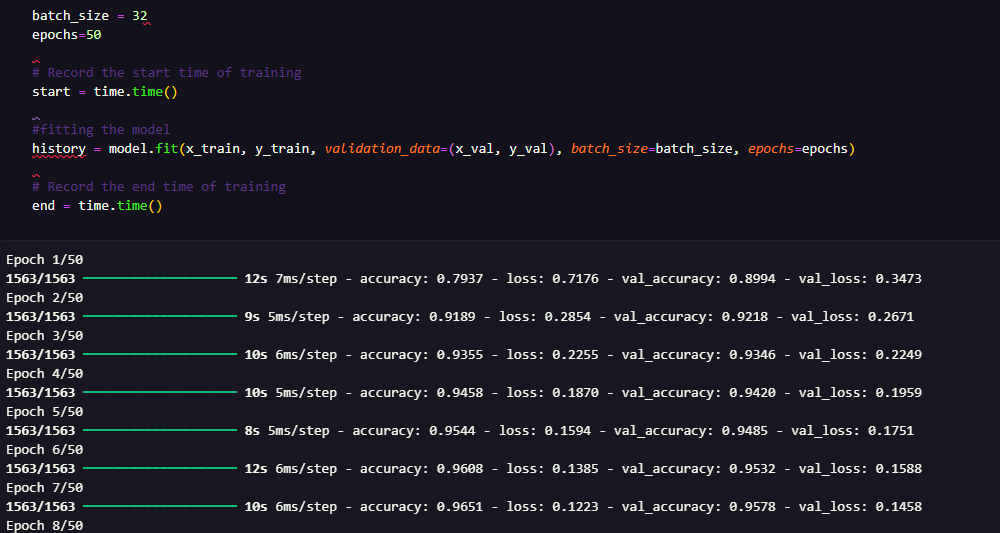 batch_size = 32
epochs=50
# Record the start time of training
start = time.time()
#fitting the model
history = model.fit(x_train, y_train, validation_data=(x_val, y_val), batch_size=batch_size, epochs=epochs)
# Record the end time of training
end = time.time()
Epoch 1/50
1563/1563 ━━━━━━━━━━━━━━━━━━━━ 12s 7ms/step - accuracy: 0.7937 - loss: 0.7176 - val_accuracy: 0.8994 - val_loss: 0.3473
Epoch 2/50
1563/1563 ━━━━━━━━━━━━━━━━━━━━ 9s 5ms/step - accuracy: 0.9189 - loss: 0.2854 - val_accuracy: 0.9218 - val_loss: 0.2671
Epoch 3/50
1563/1563 ━━━━━━━━━━━━━━━━━━━━ 10s 6ms/step - accuracy: 0.9355 - loss: 0.2255 - val_accuracy: 0.9346 - val_loss: 0.2249
Epoch 4/50
1563/1563 ━━━━━━━━━━━━━━━━━━━━ 10s 5ms/step - accuracy: 0.9458 - loss: 0.1870 - val_accuracy: 0.9420 - val_loss: 0.1959
Epoch 5/50
1563/1563 ━━━━━━━━━━━━━━━━━━━━ 8s 5ms/step - accuracy: 0.9544 - loss: 0.1594 - val_accuracy: 0.9485 - val_loss: 0.1751
Epoch 6/50
1563/1563 ━━━━━━━━━━━━━━━━━━━━ 12s 6ms/step - accuracy: 0.9608 - loss: 0.1385 - val_accuracy: 0.9532 - val_loss: 0.1588
Epoch 7/50
1563/1563 ━━━━━━━━━━━━━━━━━━━━ 10s 6ms/step - accuracy: 0.9651 - loss: 0.1223 - val_accuracy: 0.9578 - val_loss: 0.1458
Epoch 8/50